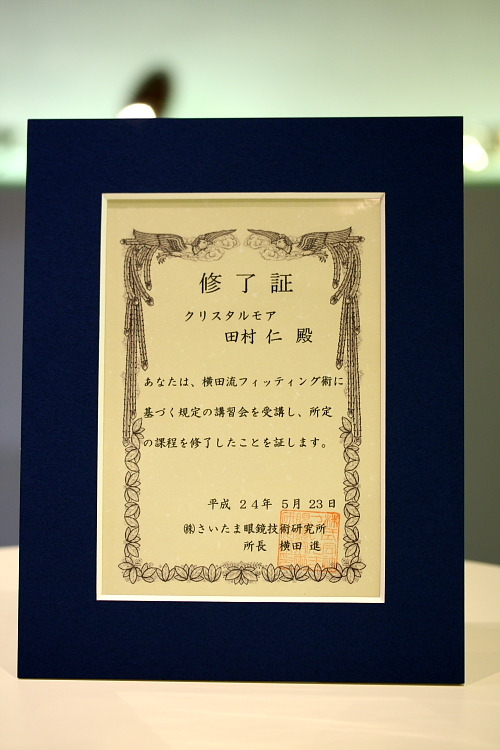 修了証
クリスタルモア
田村 仁 殿
あなたは、横田流フィッティング術に
基づく規定の講習会を受講し、所定
の課程を修了したことを証します。
平成 24年 5月 23日
㈱さいたま眼鏡技術研究所
所長 横田 進